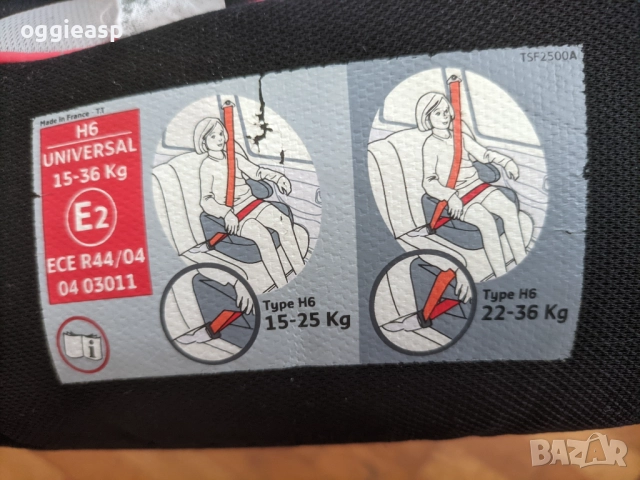 oggieasp
TSF2500A
Made in France - TT
H6
UNIVERSAL
15-36 Kg
E2
ECE R44/04
04 03011
i
Type H6
15-25 Kg
Type H6
22-36 Kg
BAZAR